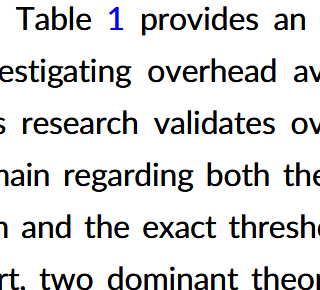 Table 1 provides an
estigating overhead av
s research validates ov
nain regarding both the
n and the exact thresho
rt, two dominant theor